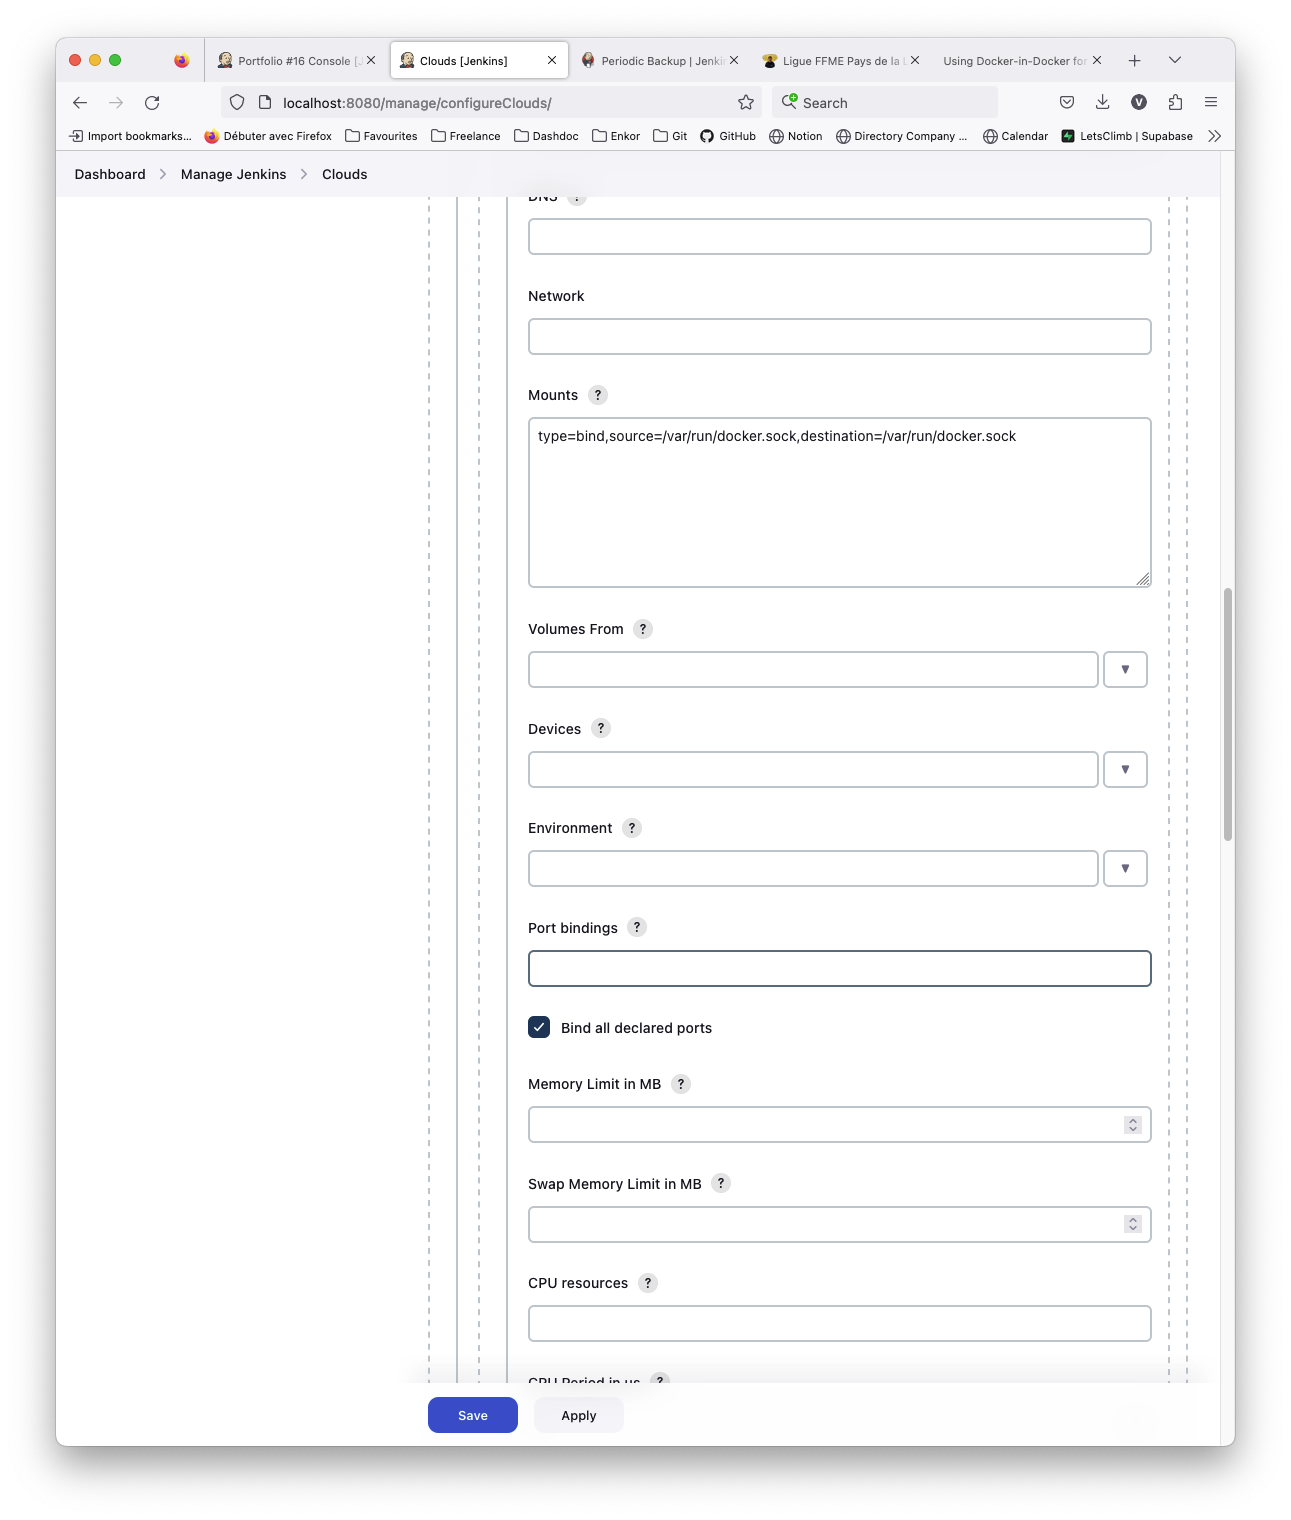 Portfolio #16 Console [
Clouds [Jenkins]
Periodic Backup | Jenki
Ligue FFME Pays de la L
Using Docker-in-Docker for
localhost:8080/manage/configureClouds/
Search
V
Import bookmarks...
Débuter avec Firefox
Favourites
Freelance
Dashdoc
Enkor
Git
GitHub
Notion
Directory Company ...
Calendar
LetsClimb | Supabase
Dashboard > Manage Jenkins > Clouds
DNS ?
Network
Mounts ?
type=bind,source=/var/run/docker.sock,destination=/var/run/docker.sock
Volumes From ?
Devices ?
Environment ?
Port bindings ?
Bind all declared ports
Memory Limit in MB ?
Swap Memory Limit in MB ?
CPU resources ?
CPU Period in us ?
Save
Apply